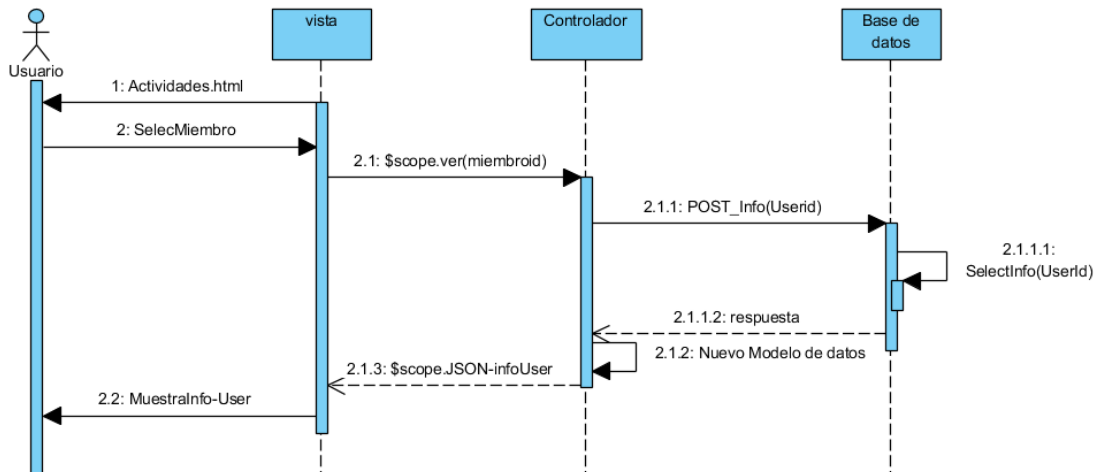 vista
Controlador
Base de
datos
Usuario
1: Actividades.html
2: SelecMiembro
2.1: $scope.ver(miembroid)
2.1.1: POST_Info(Userid)
2.1.1.1:
SelectInfo(UserId)
2.1.1.2: respuesta
2.1.2: Nuevo Modelo de datos
2.1.3: $scope.JSON-infoUser
2.2: MuestraInfo-User